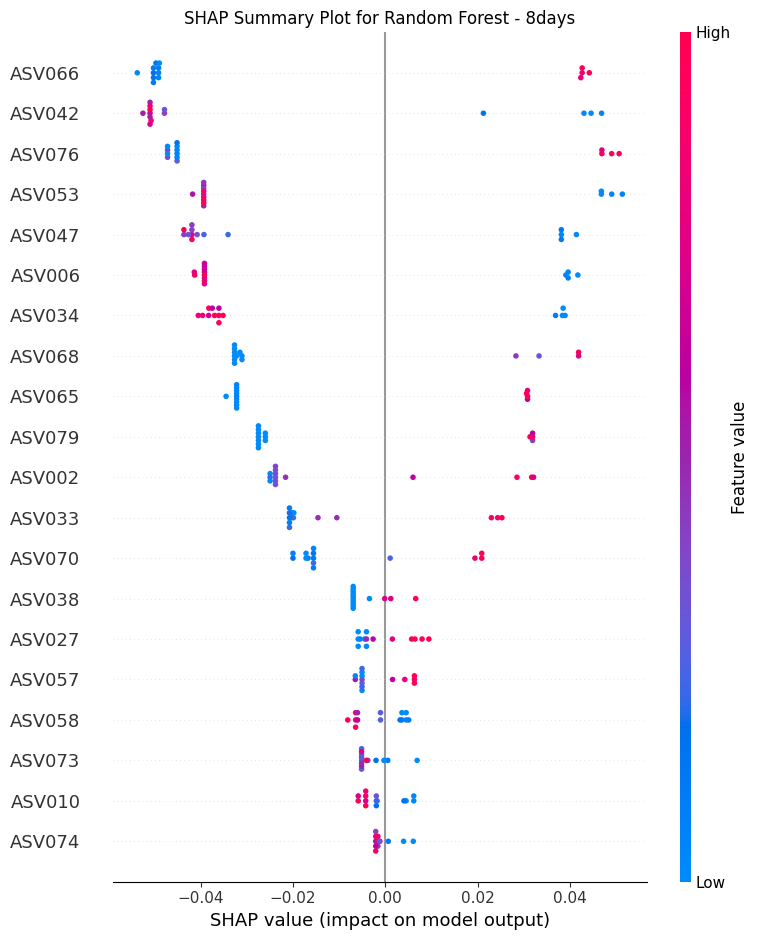 SHAP Summary Plot for Random Forest - 8days
High
ASV066
ASV042
ASV076
ASV053
ASV047
ASV006
ASV034
ASV068
ASV065
ASV079
ASV002
ASV033
ASV070
ASV038
ASV027
ASV057
ASV058
ASV073
ASV010
ASV074
Feature value
Low
−0.04 −0.02 0.00 0.02 0.04
SHAP value (impact on model output)